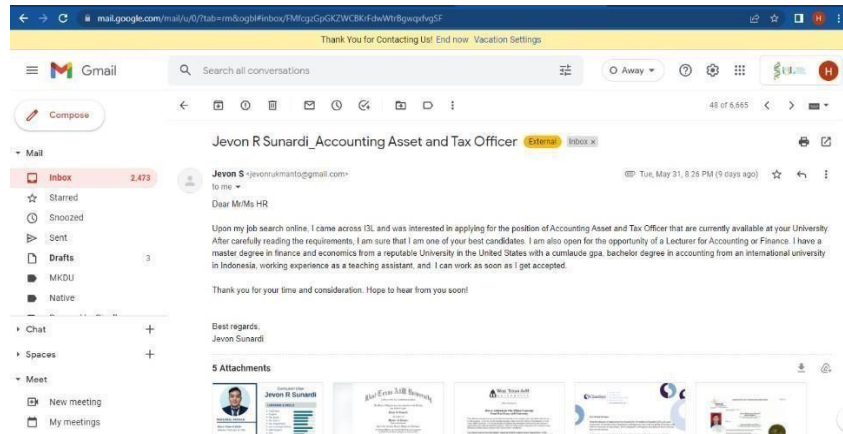 mail.google.com/mail/u/0/?tab=rm&ogbl#inbox/FMfcgzGpGKZWCBKrFdwWtrBgwqxfvgSF
Thank You for Contacting Us! End now Vacation Settings
Gmail
Search all conversations
Away
H
Compose
48 of 6,665
Jevon R Sunardi_Accounting Asset and Tax Officer External Inbox x
Mail
Inbox 2,473
Starred
Snoozed
Sent
Drafts 3
MKDU
Native
Chat
Spaces
Meet
New meeting
My meetings
Jevon S <jevonrukmanto@gmail.com> Tue, May 31, 8:26 PM (9 days ago)
to me
Dear Mr/Ms HR
Upon my job search online, I came across I3L and was interested in applying for the position of Accounting Asset and Tax Officer that are currently available at your University.
After carefully reading the requirements, I am sure that I am one of your best candidates. I am also open for the opportunity of a Lecturer for Accounting or Finance. I have a
master degree in finance and economics from a reputable University in the United States with a cumlaude gpa, bachelor degree in accounting from an international university
in Indonesia, working experience as a teaching assistant, and I can work as soon as I get accepted.
Thank you for your time and consideration. Hope to hear from you soon!
Best regards,
Jevon Sunardi
5 Attachments
Jevon R Sunardi
West Texas A&M University
West Texas A&M